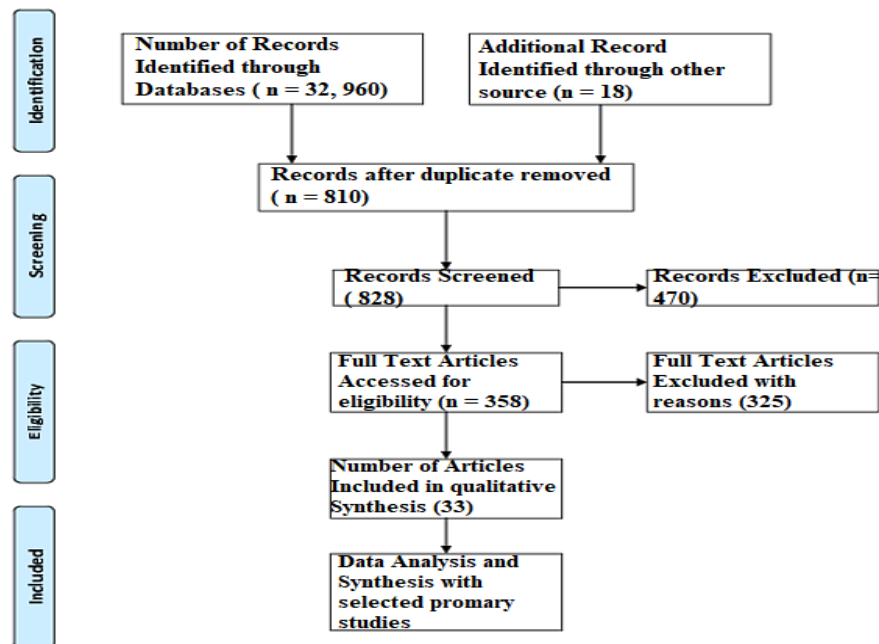 Identification
Number of Records
Identified through
Databases ( n = 32, 960)
Additional Record
Identified through other
source (n = 18)
Screening
Records after duplicate removed
( n = 810)
Records Screened
( 828)
Records Excluded (n=
470)
Eligibility
Full Text Articles
Accessed for
eligibility (n = 358)
Full Text Articles
Excluded with
reasons (325)
Number of Articles
Included in qualitative
Synthesis (33)
Included
Data Analysis and
Synthesis with
selected promary
studies